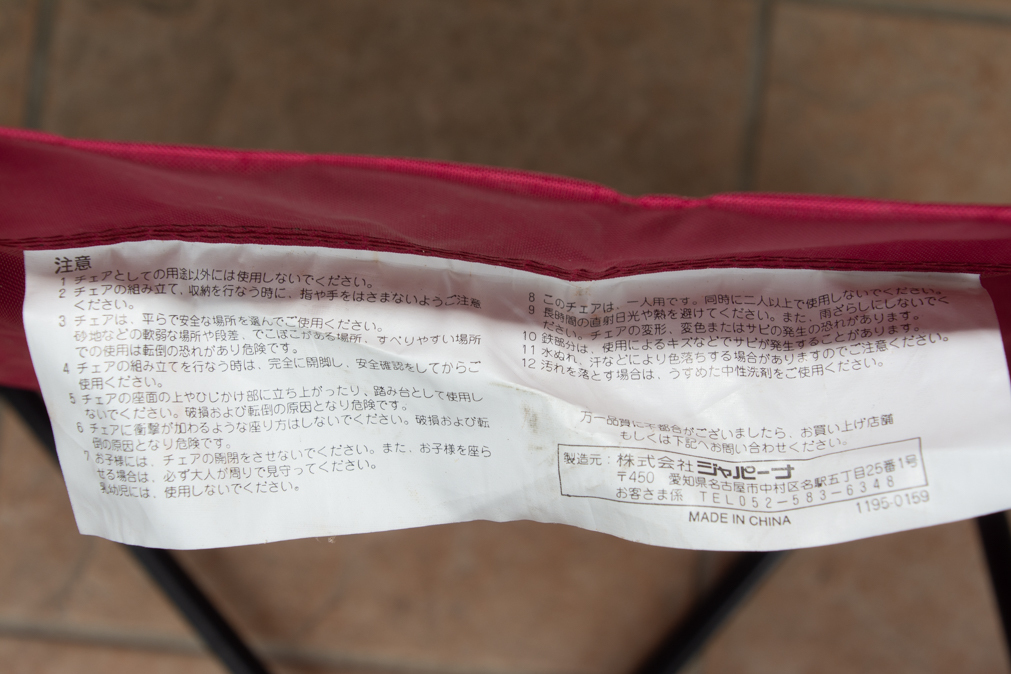 注意
1 チェアとしての用途以外には使用しないでください。
2 チェアの組み立て、収納を行なう時に、指や手をはさまないようご注意
ください。
3 チェアは、平らで安全な場所を選んでご使用ください。
砂地などの軟弱な場所や段差、でこぼこがある場所、すべりやすい場所
での使用は転倒の恐れがあり危険です。
4 チェアの組み立てを行なう時は、完全に開脚し、安全確認をしてからご
使用ください。
5 チェアの座面の上やひじかけ部に立ち上がったり、踏み台として使用し
ないでください。破損および転倒の原因となり危険です。
6 チェアに衝撃が加わるような座り方はしないでください。破損および転
倒の原因となり危険です。
7 お子様には、チェアの開閉をさせないでください。また、お子様を座ら
せる場合は、必ず大人が周りで見守ってください。
乳幼児には、使用しないでください。
8 このチェアは、一人用です。同時に二人以上で使用しないでください。
9 長時間の直射日光や熱を避けてください。また、雨ざらしにしないでく
ださい。チェアの変形、変色またはサビの発生の恐れがあります。
10 鉄部分は、使用によるキズなどでサビが発生することがあります。
11 水ぬれ、汗などにより色落ちする場合がありますのでご注意ください。
12 汚れを落とす場合は、うすめた中性洗剤をご使用ください。
万一品質に不都合がございましたら、お買い上げ店舗
もしくは下記へお問い合わせください。
製造元：株式会社ジャパーナ
〒450 愛知県名古屋市中村区名駅五丁目25番1号
お客さま係 TEL052-583-6348
1195-0159
MADE IN CHINA